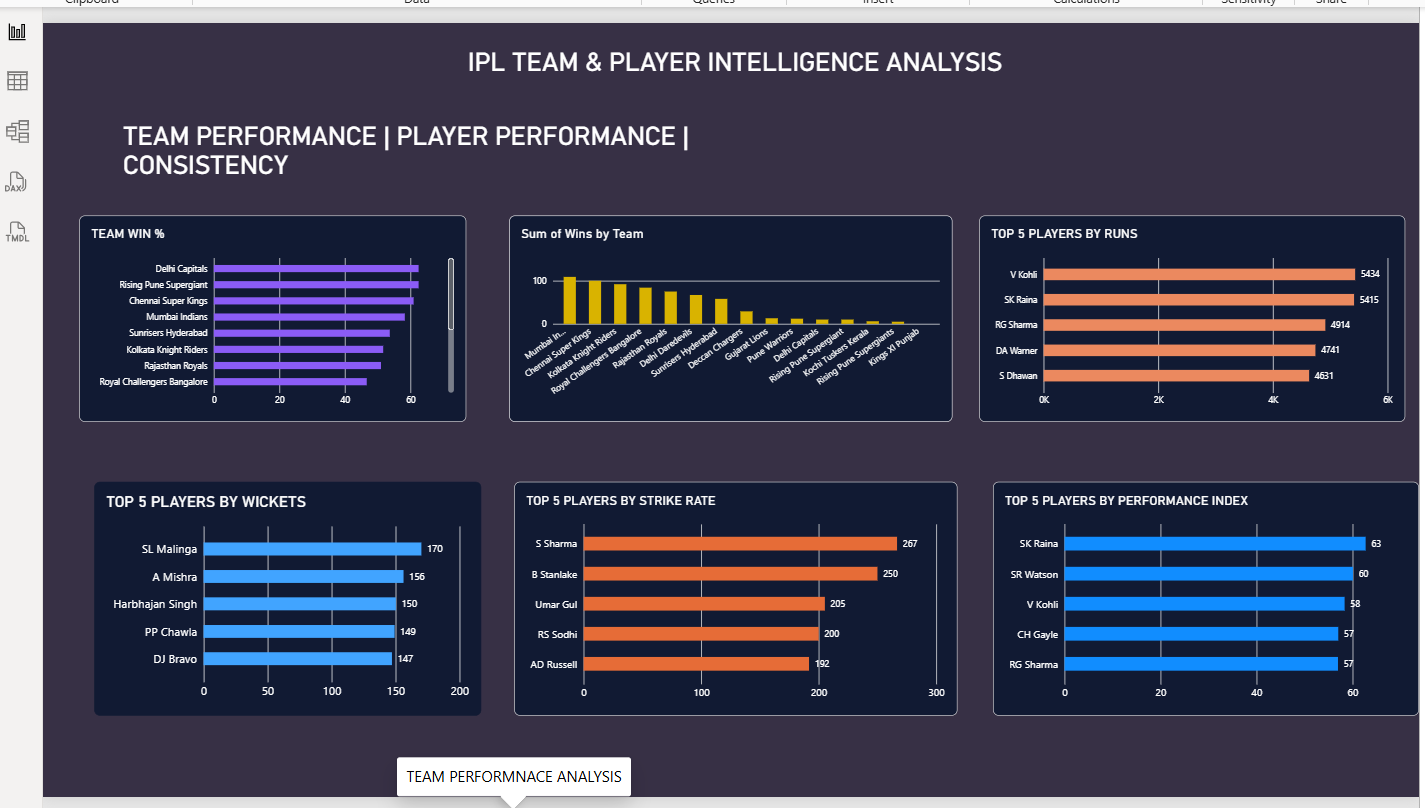 Clipboard
Data
Queries
Insert
Calculations
Sensitivity
Share
DAX
TMDL
IPL TEAM & PLAYER INTELLIGENCE ANALYSIS
TEAM PERFORMANCE | PLAYER PERFORMANCE |
CONSISTENCY
TEAM WIN %
Delhi Capitals
Rising Pune Supergiant
Chennai Super Kings
Mumbai Indians
Sunrisers Hyderabad
Kolkata Knight Riders
Rajasthan Royals
Royal Challengers Bangalore
0 20 40 60
Sum of Wins by Team
100
0
Mumbai In...
Chennai Super Kings
Kolkata Knight Riders
Royal Challengers Bangalore
Rajasthan Royals
Delhi Daredevils
Sunrisers Hyderabad
Deccan Chargers
Gujarat Lions
Pune Warriors
Delhi Capitals
Rising Pune Supergiant
Kochi Tuskers Kerala
Rising Pune Supergiants
Kings XI Punjab
TOP 5 PLAYERS BY RUNS
V Kohli 5434
SK Raina 5415
RG Sharma 4914
DA Warner 4741
S Dhawan 4631
0K 2K 4K 6K
TOP 5 PLAYERS BY WICKETS
SL Malinga 170
A Mishra 156
Harbhajan Singh 150
PP Chawla 149
DJ Bravo 147
0 50 100 150 200
TOP 5 PLAYERS BY STRIKE RATE
S Sharma 267
B Stanlake 250
Umar Gul 205
RS Sodhi 200
AD Russell 192
0 100 200 300
TOP 5 PLAYERS BY PERFORMANCE INDEX
SK Raina 63
SR Watson 60
V Kohli 58
CH Gayle 57
RG Sharma 57
0 20 40 60
TEAM PERFORMNACE ANALYSIS